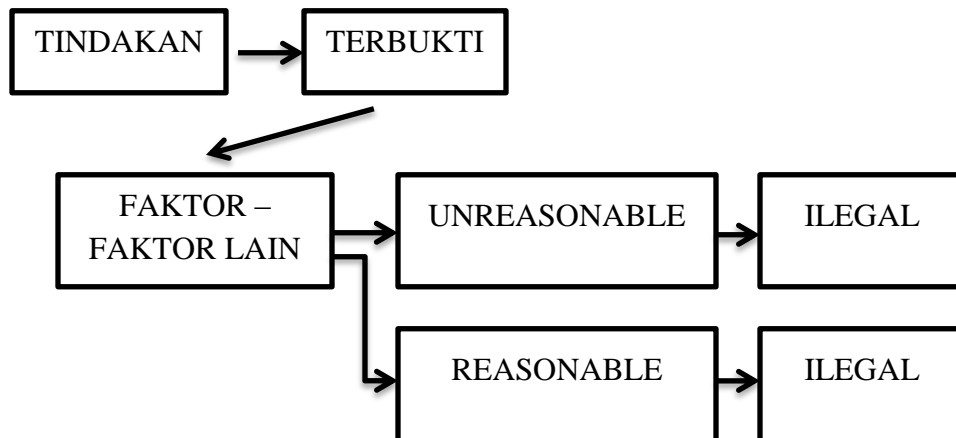 TINDAKAN
TERBUKTI
FAKTOR –
FAKTOR LAIN
UNREASONABLE
ILEGAL
REASONABLE
ILEGAL